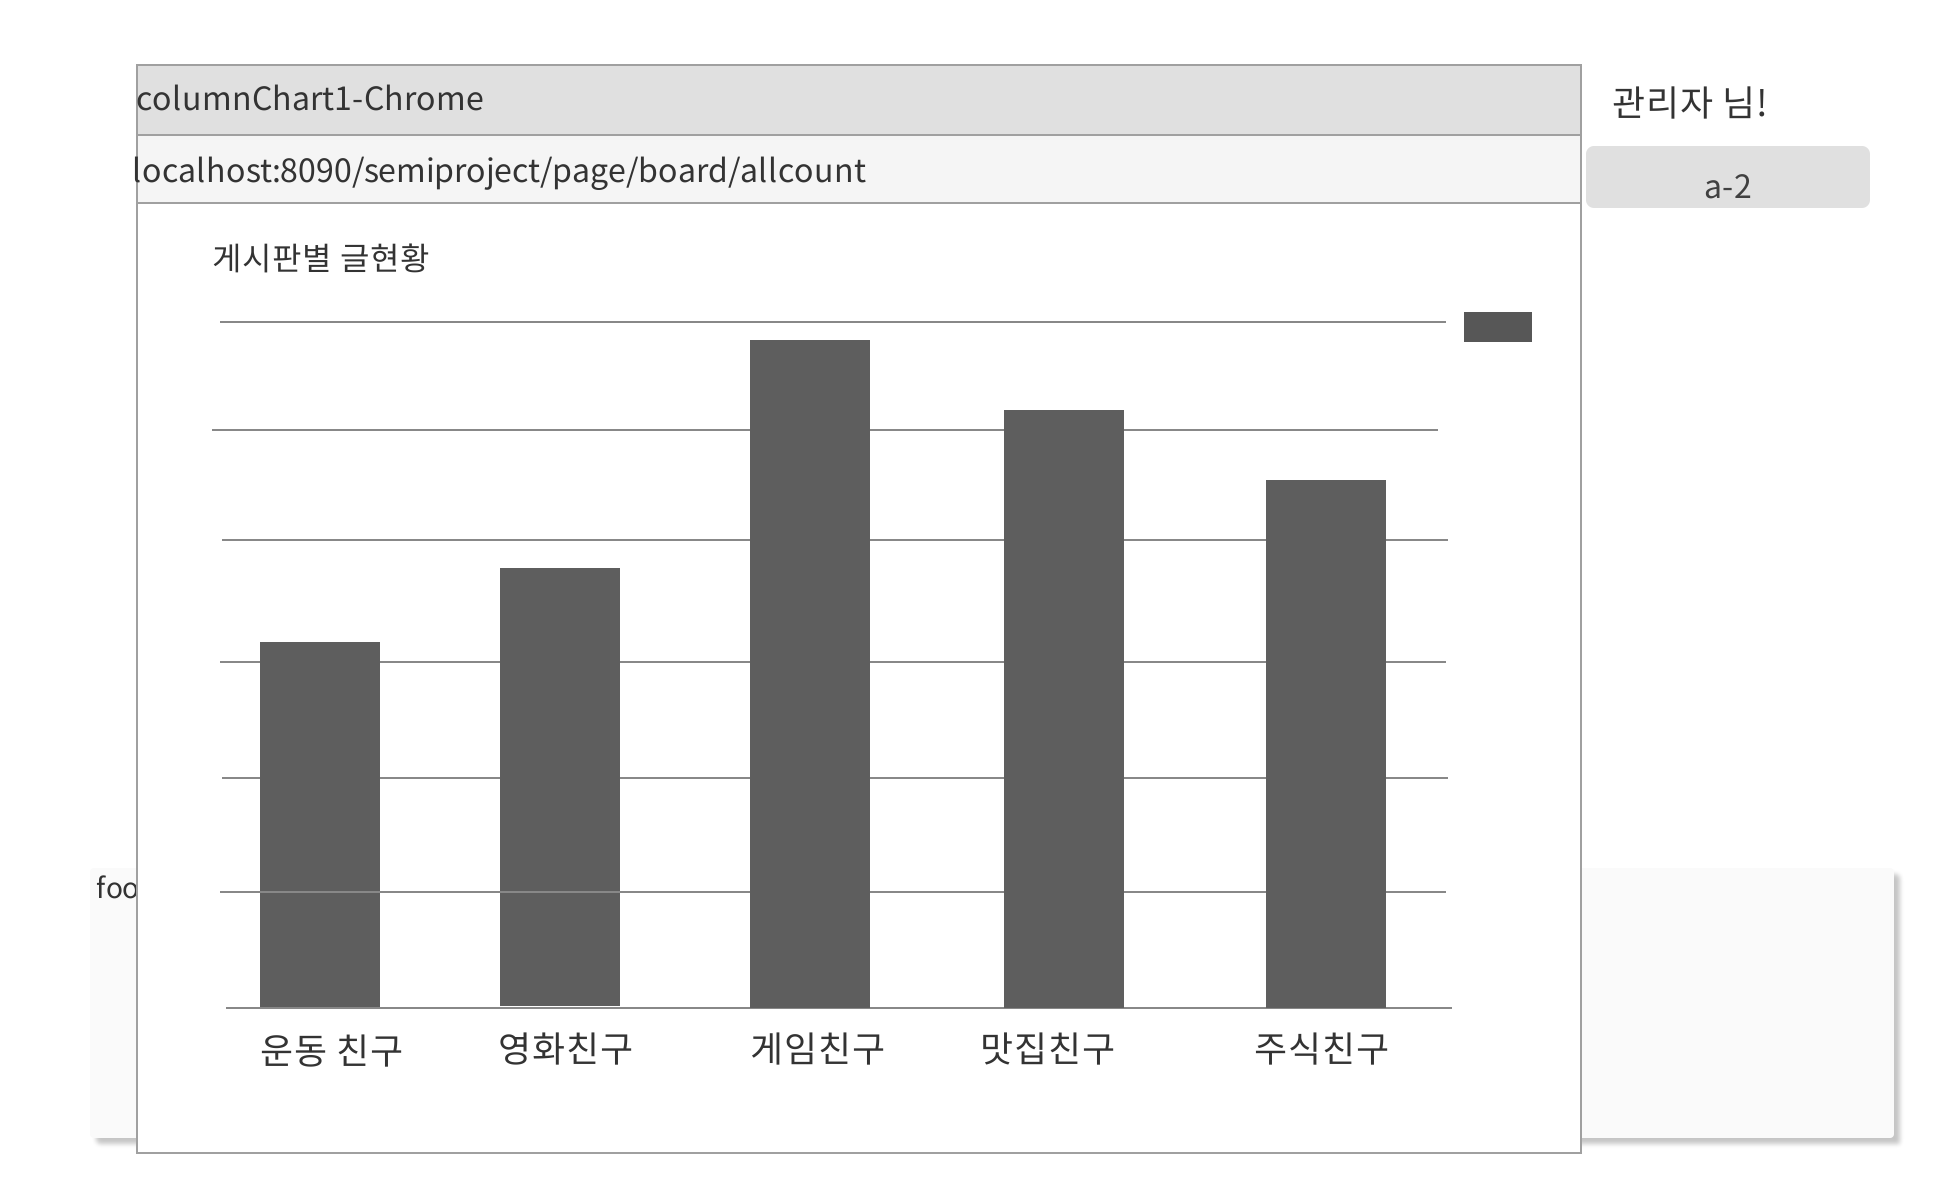 columnChart1-Chrome
관리자 님!
localhost:8090/semiproject/page/board/allcount
a-2
게시판별 글현황
foo
운동 친구
영화친구
게임친구
맛집친구
주식친구